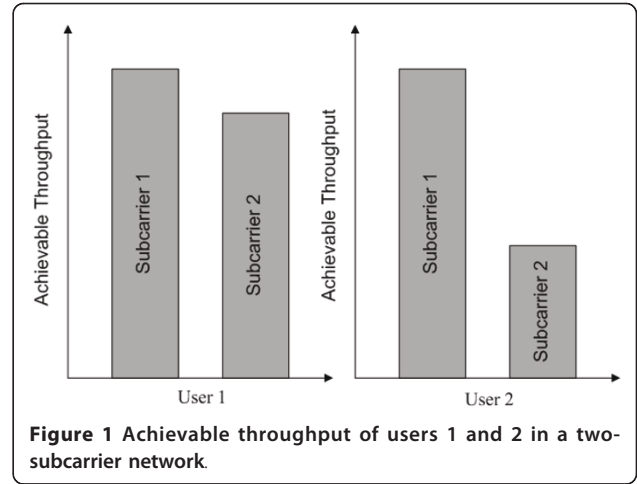 Achievable Throughput
Subcarrier 1
Subcarrier 2
User 1
Achievable Throughput
Subcarrier 1
Subcarrier 2
User 2
Figure 1 Achievable throughput of users 1 and 2 in a two-
subcarrier network.